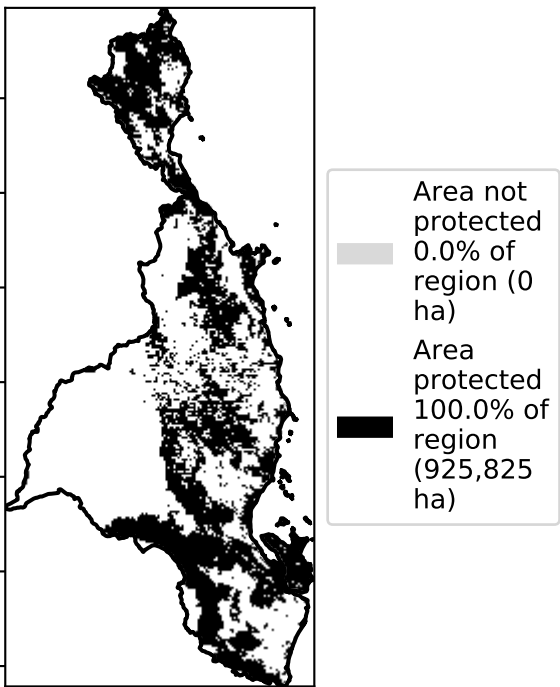 Area not
protected
0.0% of
region (0
ha)
Area
protected
100.0% of
region
(925,825
ha)